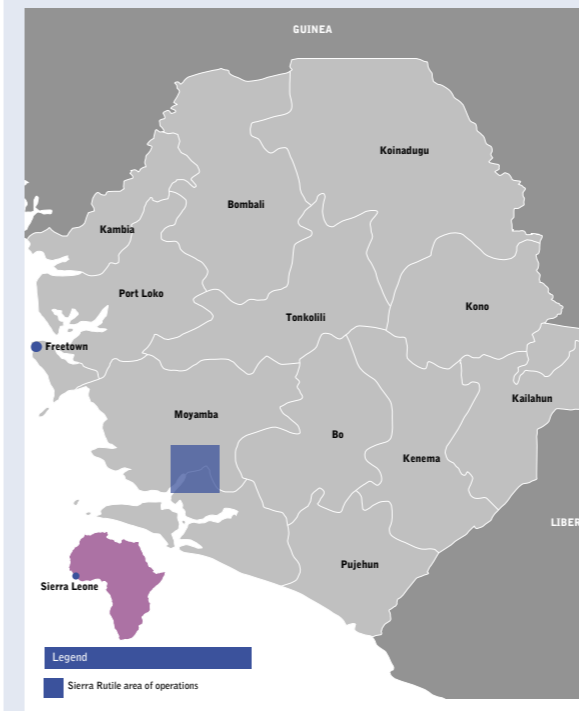 GUINEA
Koinadugu
Bombali
Kambia
Port Loko
Kono
Tonkolili
Freetown
Kailahun
Moyamba
Bo
Kenema
LIBER
Pujehun
Sierra Leone
Legend
Sierra Rutile area of operations